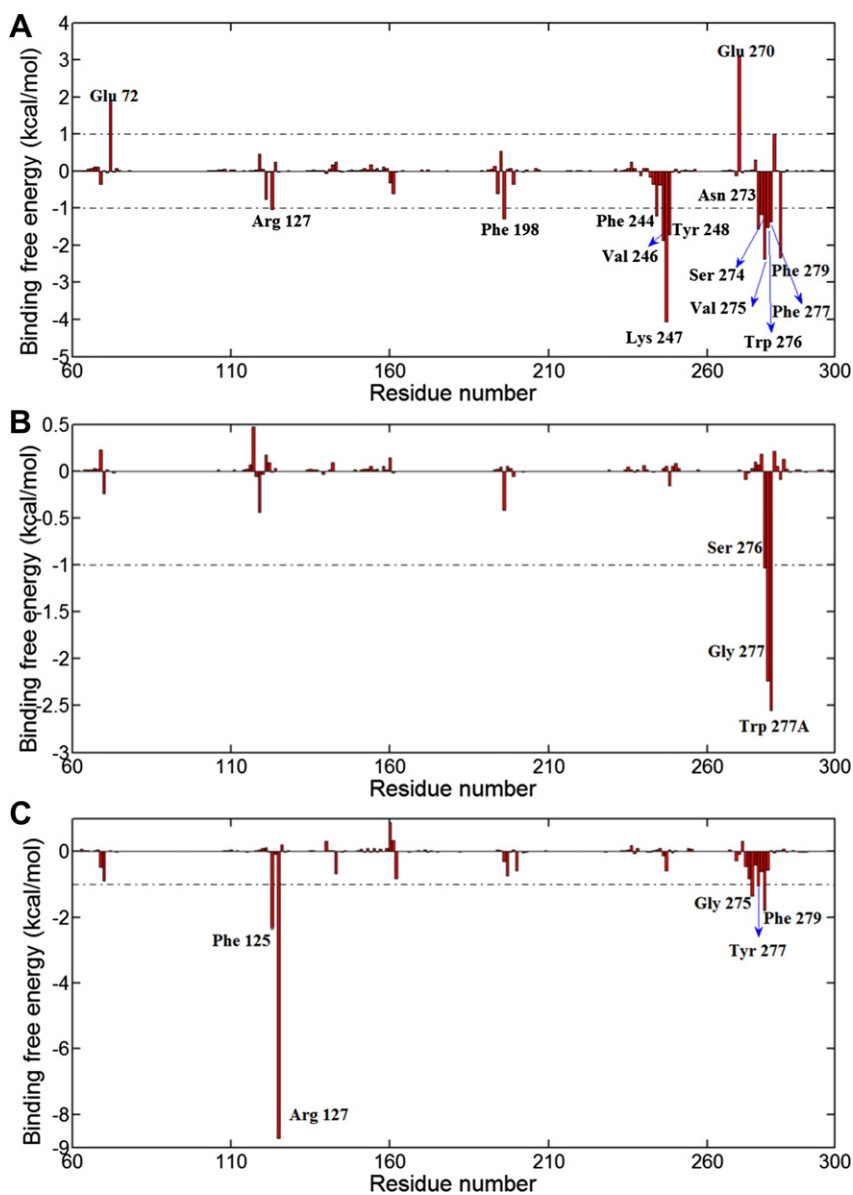 A
Binding free energy (kcal/mol)
4
3
2
1
0
-1
-2
-3
-4
-5
Glu 72
Glu 270
Arg 127
Phe 198
Phe 244
Val 246
Tyr 248
Lys 247
Asn 273
Ser 274
Val 275
Trp 276
Phe 277
Phe 279
60
110
160
210
260
300
Residue number
B
Binding free energy (kcal/mol)
0.5
0
-0.5
-1
-1.5
-2
-2.5
-3
Ser 276
Gly 277
Trp 277A
60
110
160
210
260
300
Residue number
C
Binding free energy (kcal/mol)
0
-2
-4
-6
-8
-9
Phe 125
Arg 127
Gly 275
Phe 279
Tyr 277
60
110
160
210
260
300
Residue number